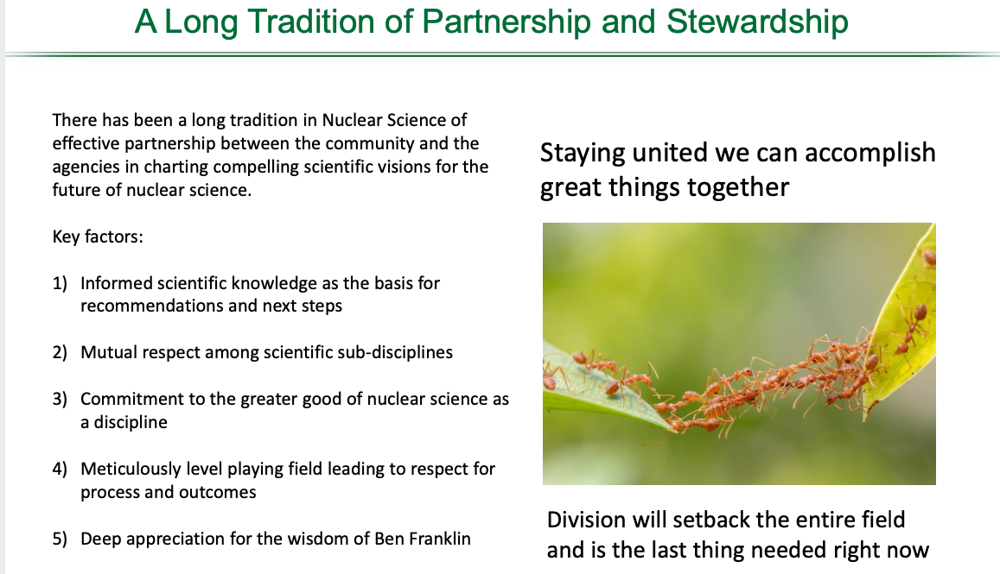 A Long Tradition of Partnership and Stewardship
There has been a long tradition in Nuclear Science of
effective partnership between the community and the
agencies in charting compelling scientific visions for the
future of nuclear science.
Key factors:
1) Informed scientific knowledge as the basis for
recommendations and next steps
2) Mutual respect among scientific sub-disciplines
3) Commitment to the greater good of nuclear science as
a discipline
4) Meticulously level playing field leading to respect for
process and outcomes
5) Deep appreciation for the wisdom of Ben Franklin
Staying united we can accomplish
great things together
Division will setback the entire field
and is the last thing needed right now